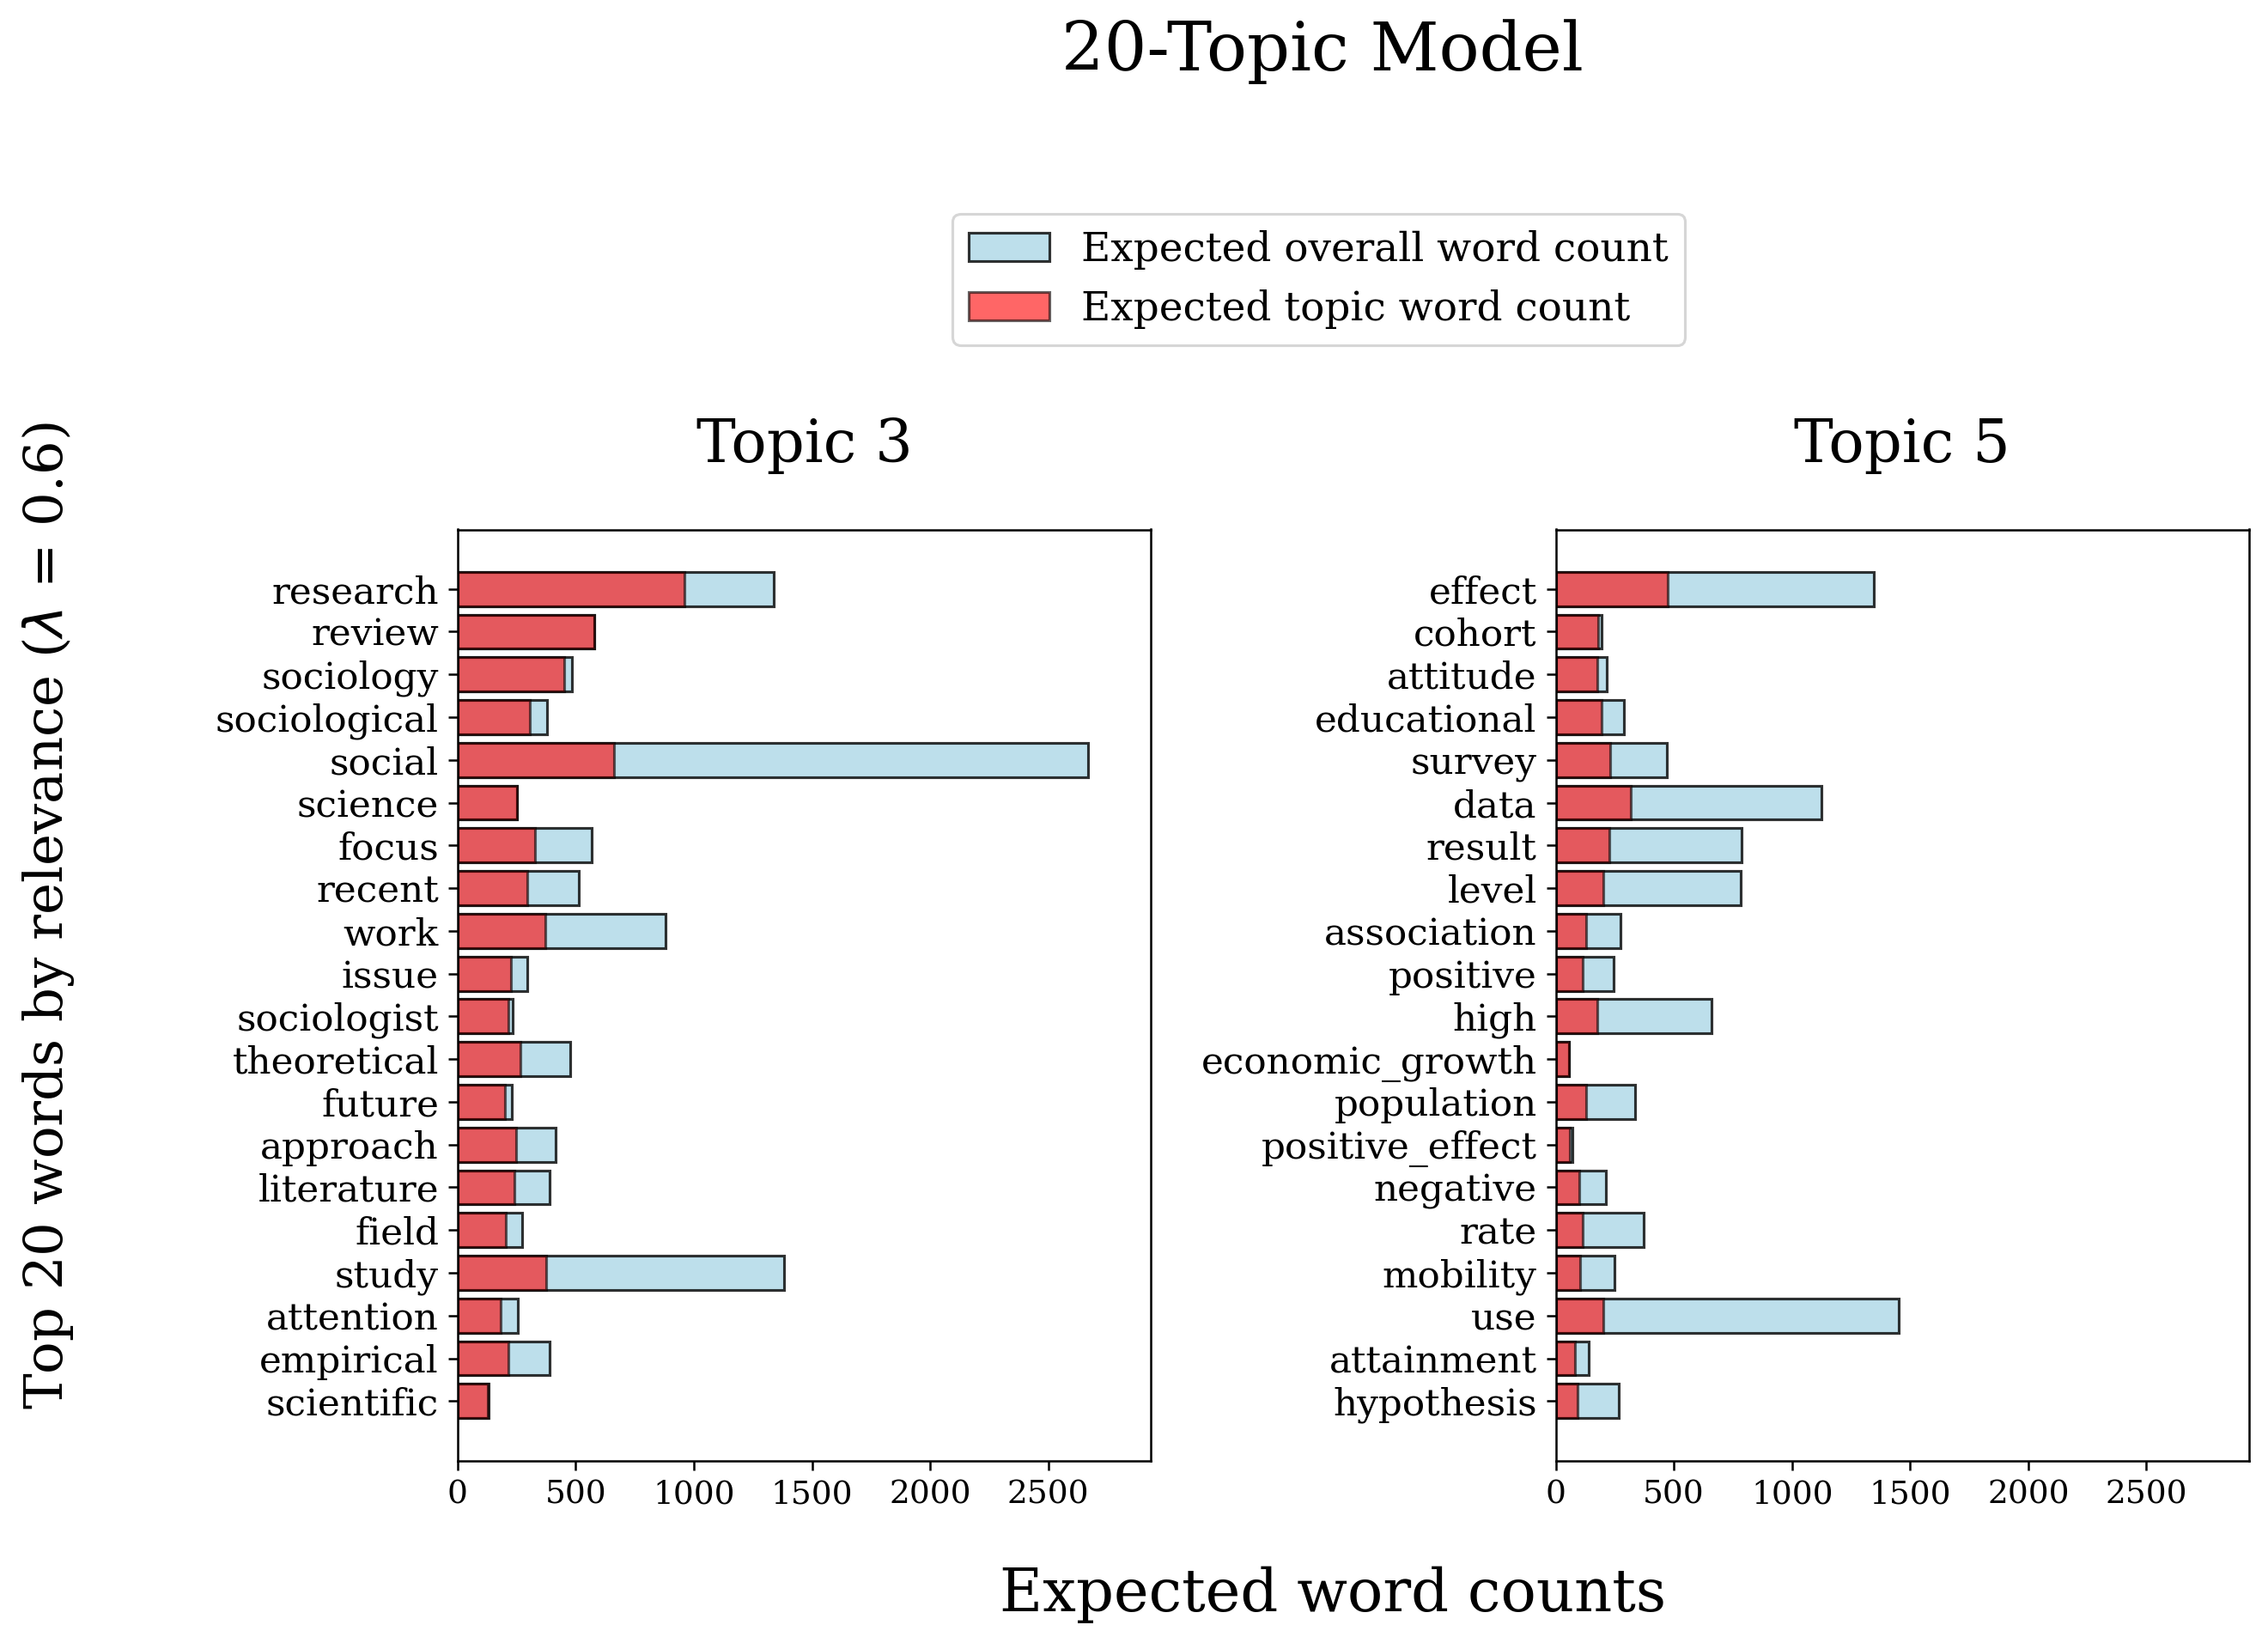 20-Topic Model
Expected overall word count
Expected topic word count
Top 20 words by relevance (λ = 0.6)
Topic 3
research
review
sociology
sociological
social
science
focus
recent
work
issue
sociologist
theoretical
future
approach
literature
field
study
attention
empirical
scientific
0 500 1000 1500 2000 2500
Topic 5
effect
cohort
attitude
educational
survey
data
result
level
association
positive
high
economic_growth
population
positive_effect
negative
rate
mobility
use
attainment
hypothesis
0 500 1000 1500 2000 2500
Expected word counts